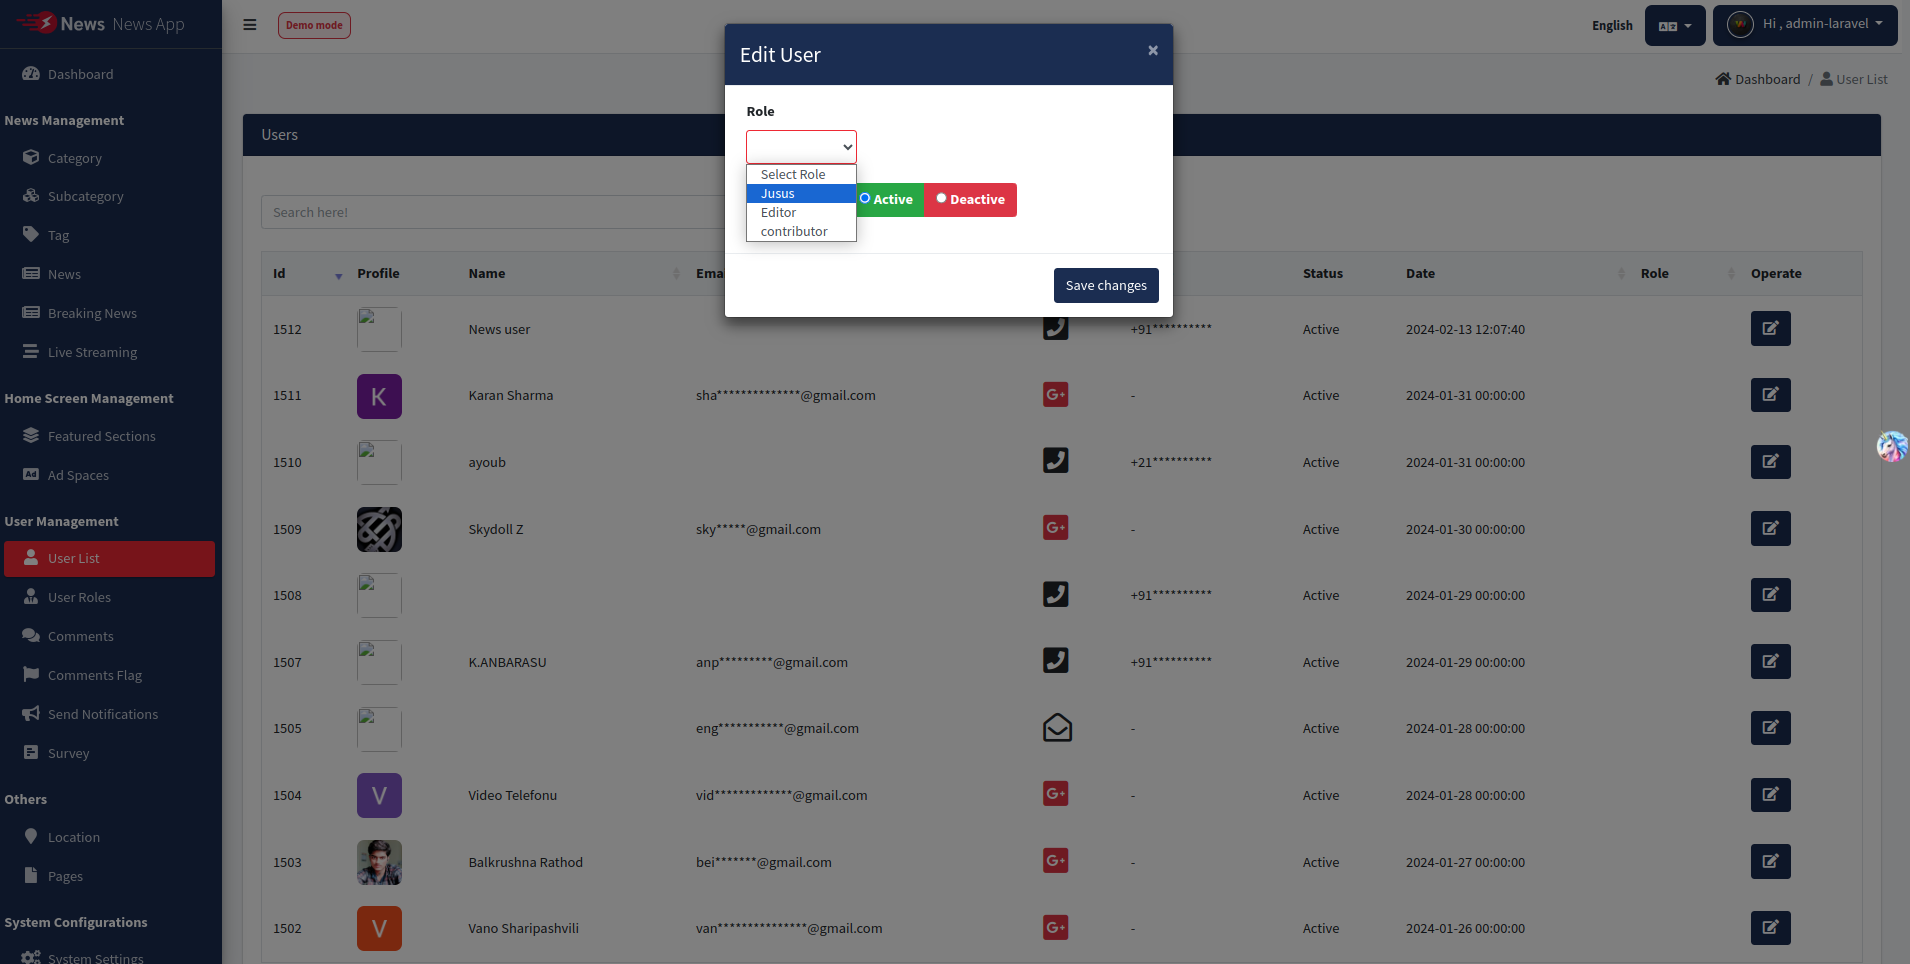 News News App
Demo mode
English
Hi , admin-laravel
Dashboard
News Management
Category
Subcategory
Tag
News
Breaking News
Live Streaming
Home Screen Management
Featured Sections
Ad
Ad Spaces
User Management
User List
User Roles
Comments
Comments Flag
Send Notifications
Survey
Others
Location
Pages
System Configurations
System Settings
Dashboard / User List
Users
Search here!
Edit User ×
Role
Select Role
Jusus
Editor
contributor
Active Deactive
Save changes
Id Profile Name Ema Status Date Role Operate
1512 News user +91********** Active 2024-02-13 12:07:40
1511 K Karan Sharma sha**************@gmail.com G+ - Active 2024-01-31 00:00:00
1510 ayoub +21********** Active 2024-01-31 00:00:00
1509 Skydoll Z sky*****@gmail.com G+ - Active 2024-01-30 00:00:00
1508 +91********** Active 2024-01-29 00:00:00
1507 K.ANBARASU anp*********@gmail.com +91********** Active 2024-01-29 00:00:00
1505 eng***********@gmail.com - Active 2024-01-28 00:00:00
1504 V Video Telefonu vid*************@gmail.com G+ - Active 2024-01-28 00:00:00
1503 Balkrushna Rathod bei*******@gmail.com G+ - Active 2024-01-27 00:00:00
1502 V Vano Sharipashvili van***************@gmail.com G+ - Active 2024-01-26 00:00:00